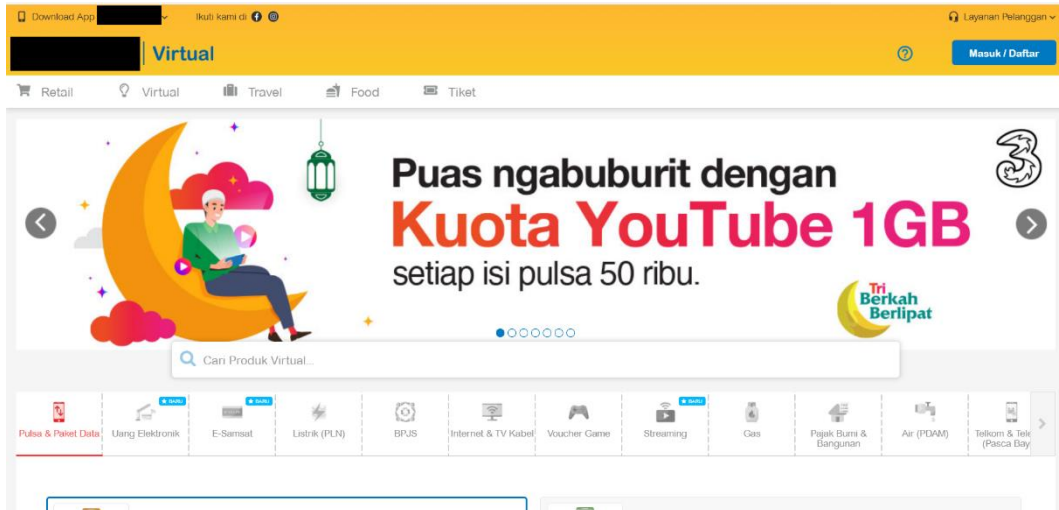 Download App
Ikuti kami di
Layanan Pelanggan
Virtual
Masuk / Daftar
Retail
Virtual
Travel
Food
Tiket
Puas ngabuburit dengan
Kuota YouTube 1GB
setiap isi pulsa 50 ribu.
3
Tri
Berkah
Berlipat
Cari Produk Virtual...
BARU
BARU
BARU
Pulsa & Paket Data
Uang Elektronik
E-Samsat
Listrik (PLN)
BPJS
Internet & TV Kabel
Voucher Game
Streaming
Gas
Pajak Bumi &
Bangunan
Air (PDAM)
Telkom & Tele
(Pasca Bay